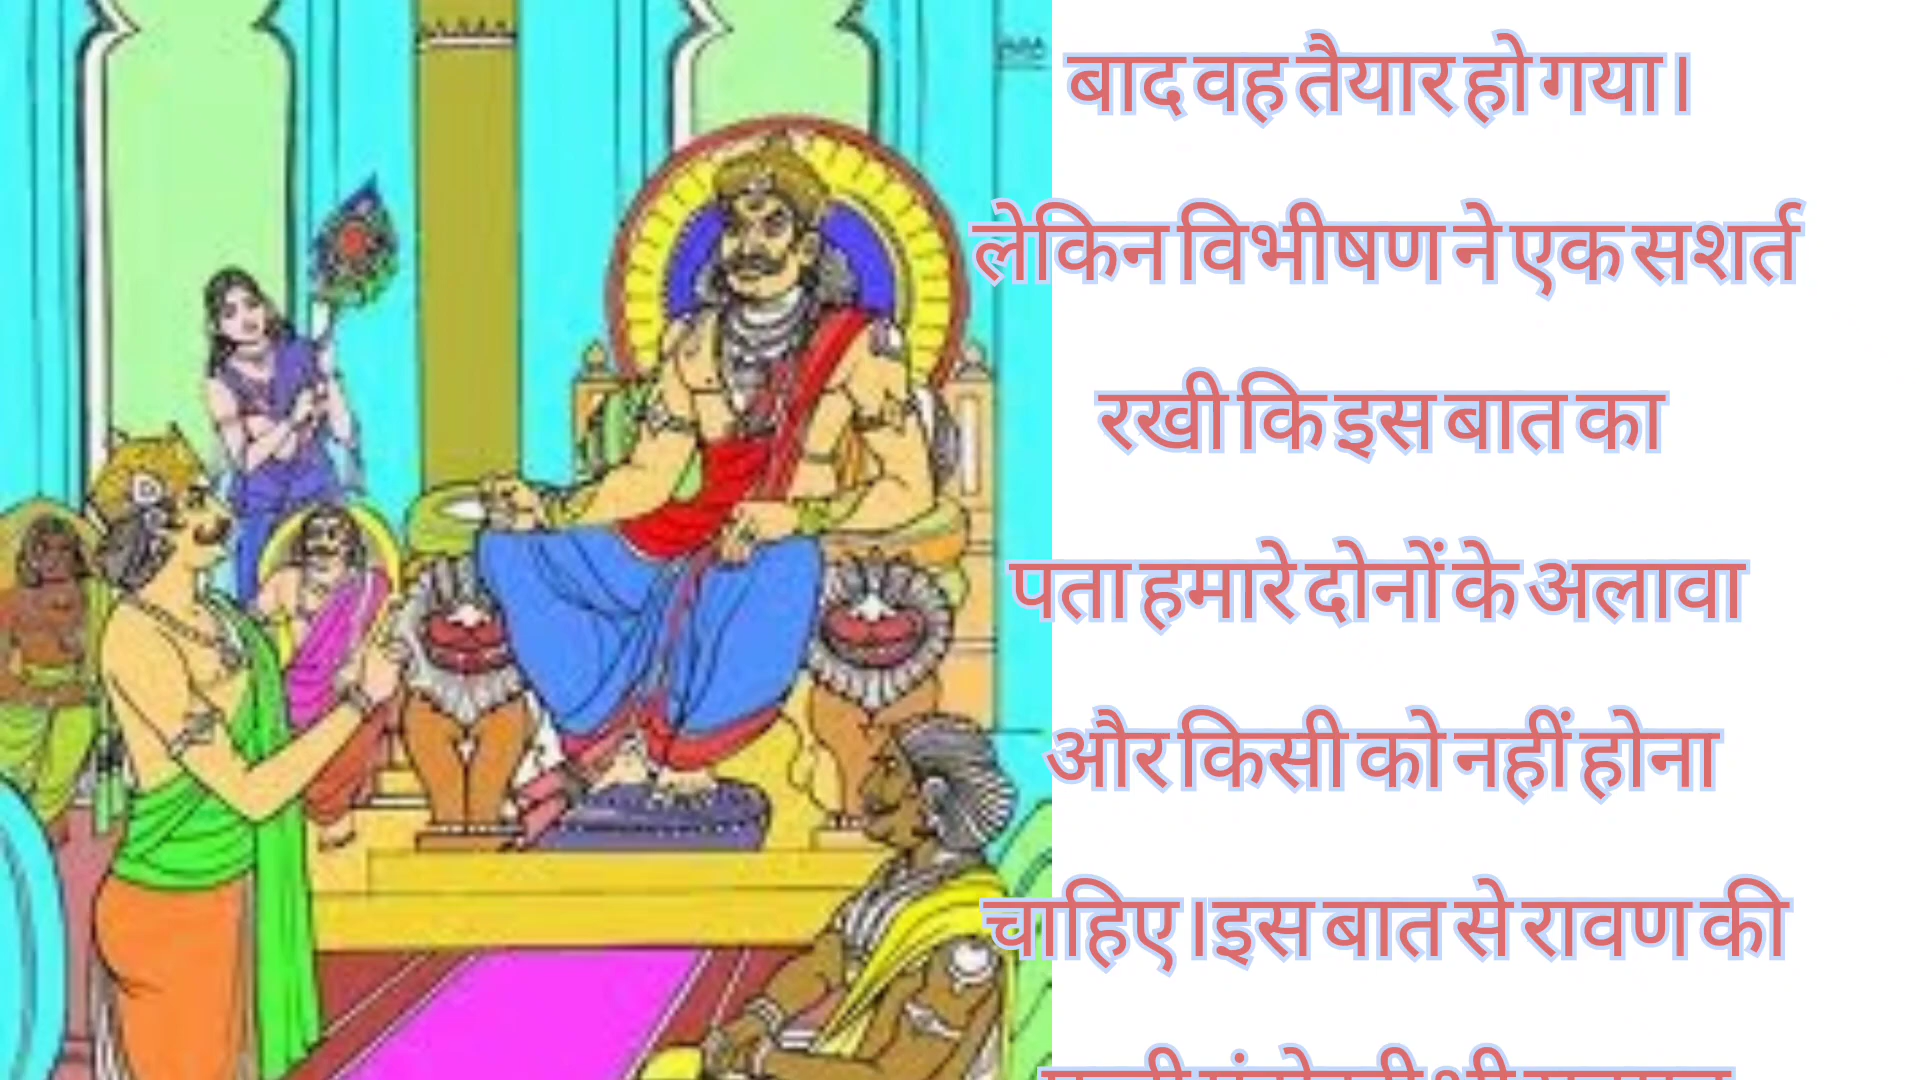 बाद वह तैयार हो गया।
लेकिन विभीषण ने एक सशर्त
रखी कि इस बात का
पता हमारे दोनों के अलावा
और किसी को नहीं होना
चाहिए।इस बात से रावण की